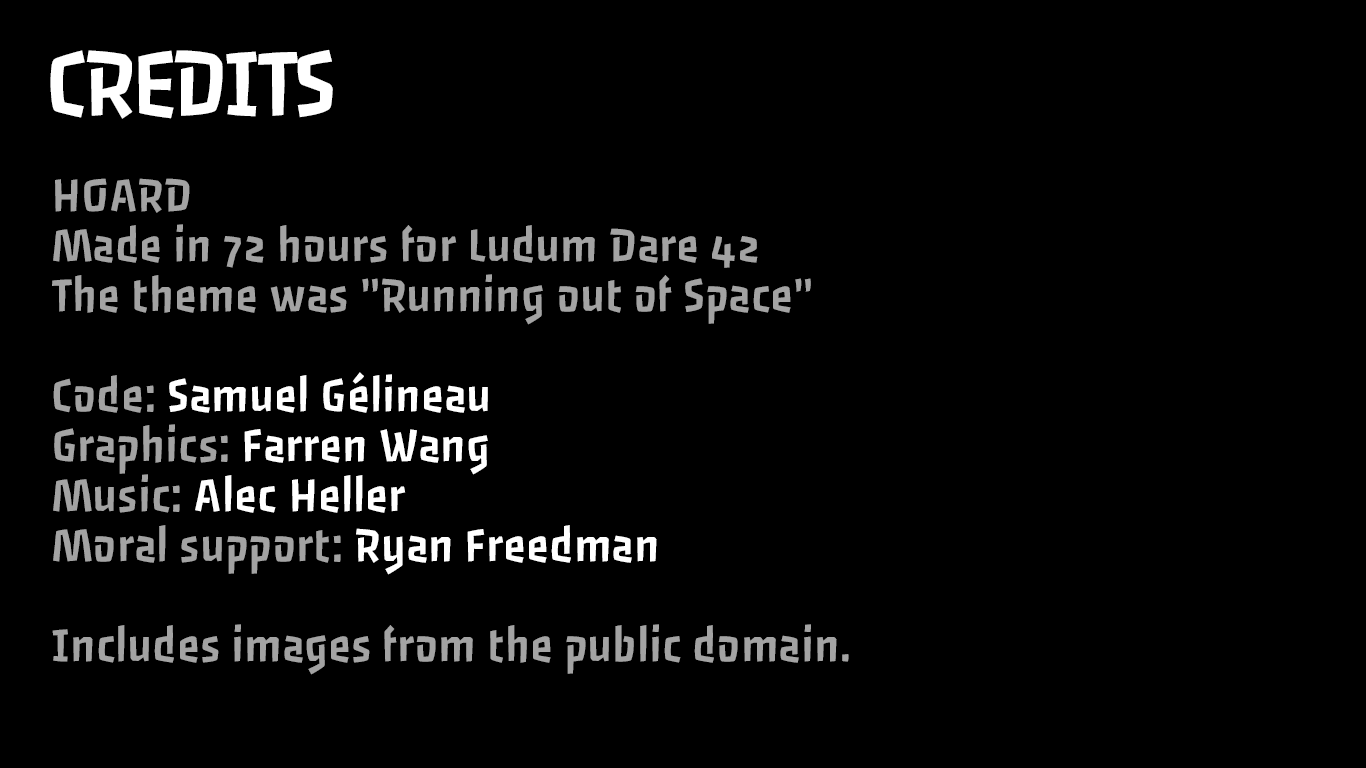 CREDITS
HOARD
Made in 72 hours for Ludum Dare 42
The theme was "Running out of Space"
Code: Samuel Gélineau
Graphics: Farren Wang
Music: Alec Heller
Moral support: Ryan Freedman
Includes images from the public domain.